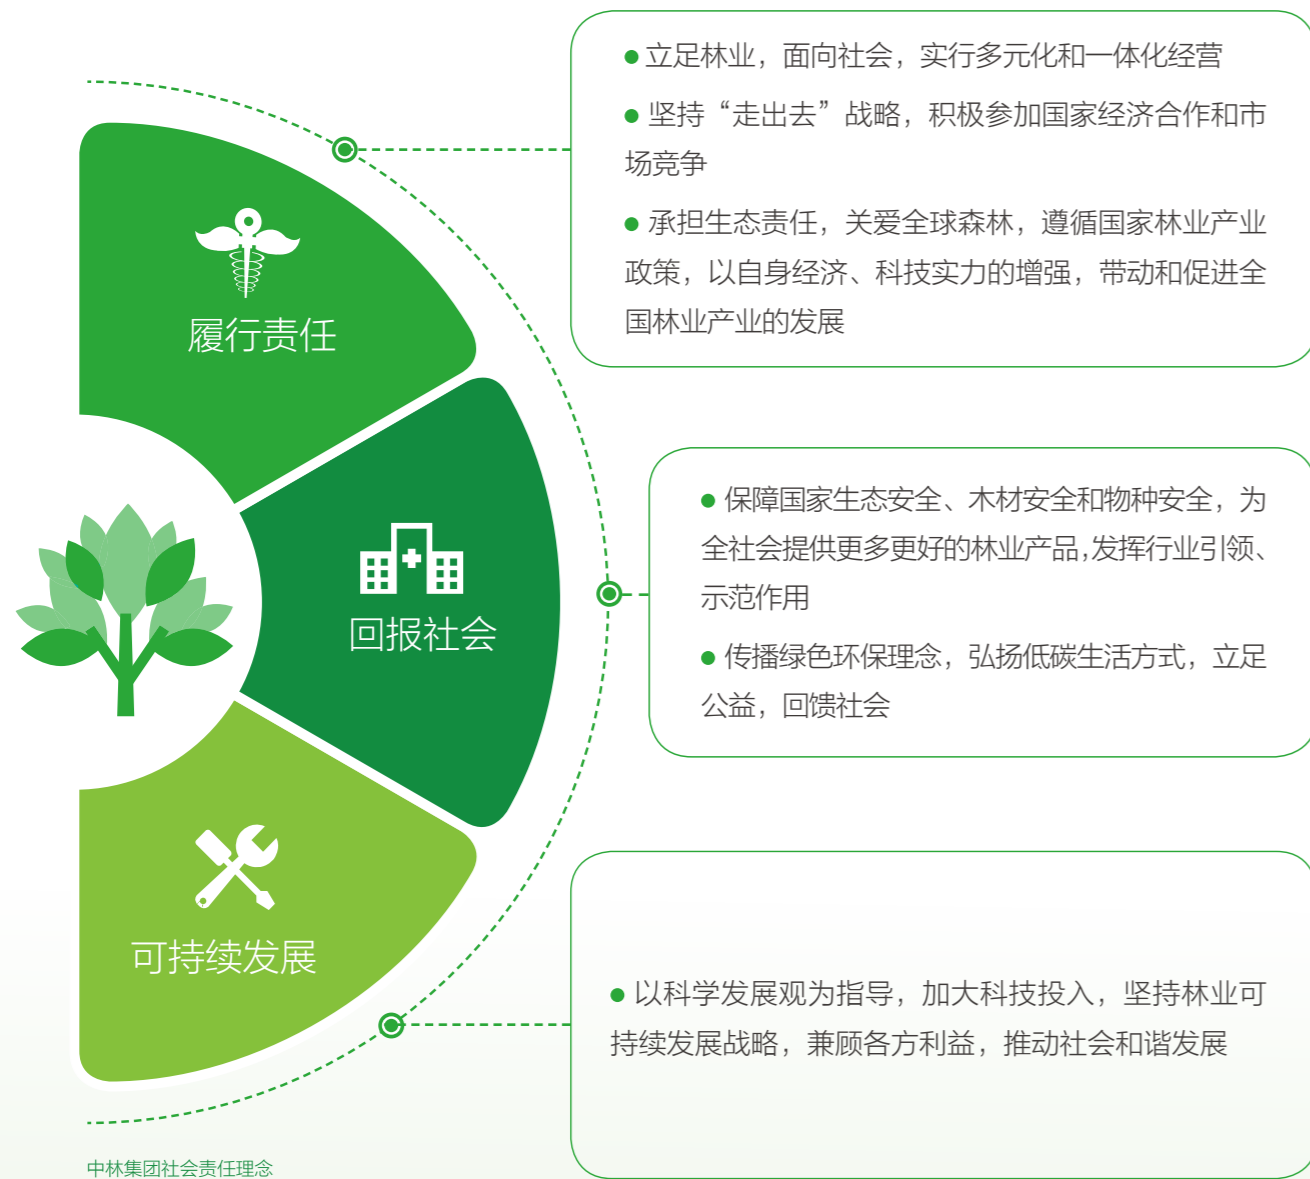 履行责任
● 立足林业，面向社会，实行多元化和一体化经营
● 坚持“走出去”战略，积极参加国家经济合作和市
场竞争
● 承担生态责任，关爱全球森林，遵循国家林业产业
政策，以自身经济、科技实力的增强，带动和促进全
国林业产业的发展
回报社会
● 保障国家生态安全、木材安全和物种安全，为
全社会提供更多更好的林业产品，发挥行业引领、
示范作用
● 传播绿色环保理念，弘扬低碳生活方式，立足
公益，回馈社会
可持续发展
● 以科学发展观为指导，加大科技投入，坚持林业可
持续发展战略，兼顾各方利益，推动社会和谐发展
中林集团社会责任理念